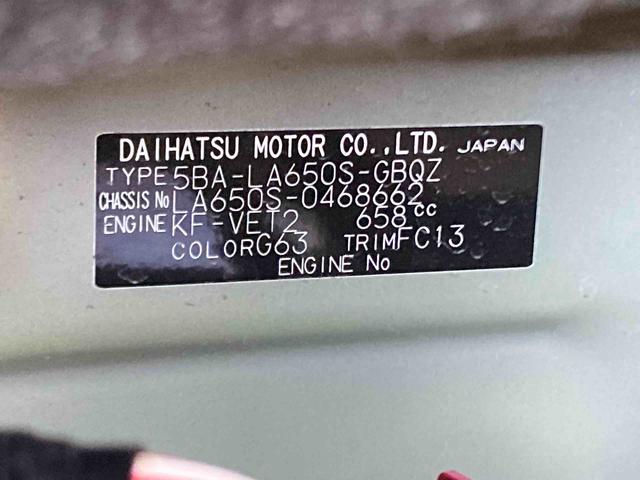 DAIHATSU MOTOR CO.,LTD. JAPAN
TYPE 5BA-LA650S-GBQZ
CHASSIS No LA650S-0468662
ENGINE KF-VET2 658cc
COLOR G63 TRIM FC13
ENGINE No